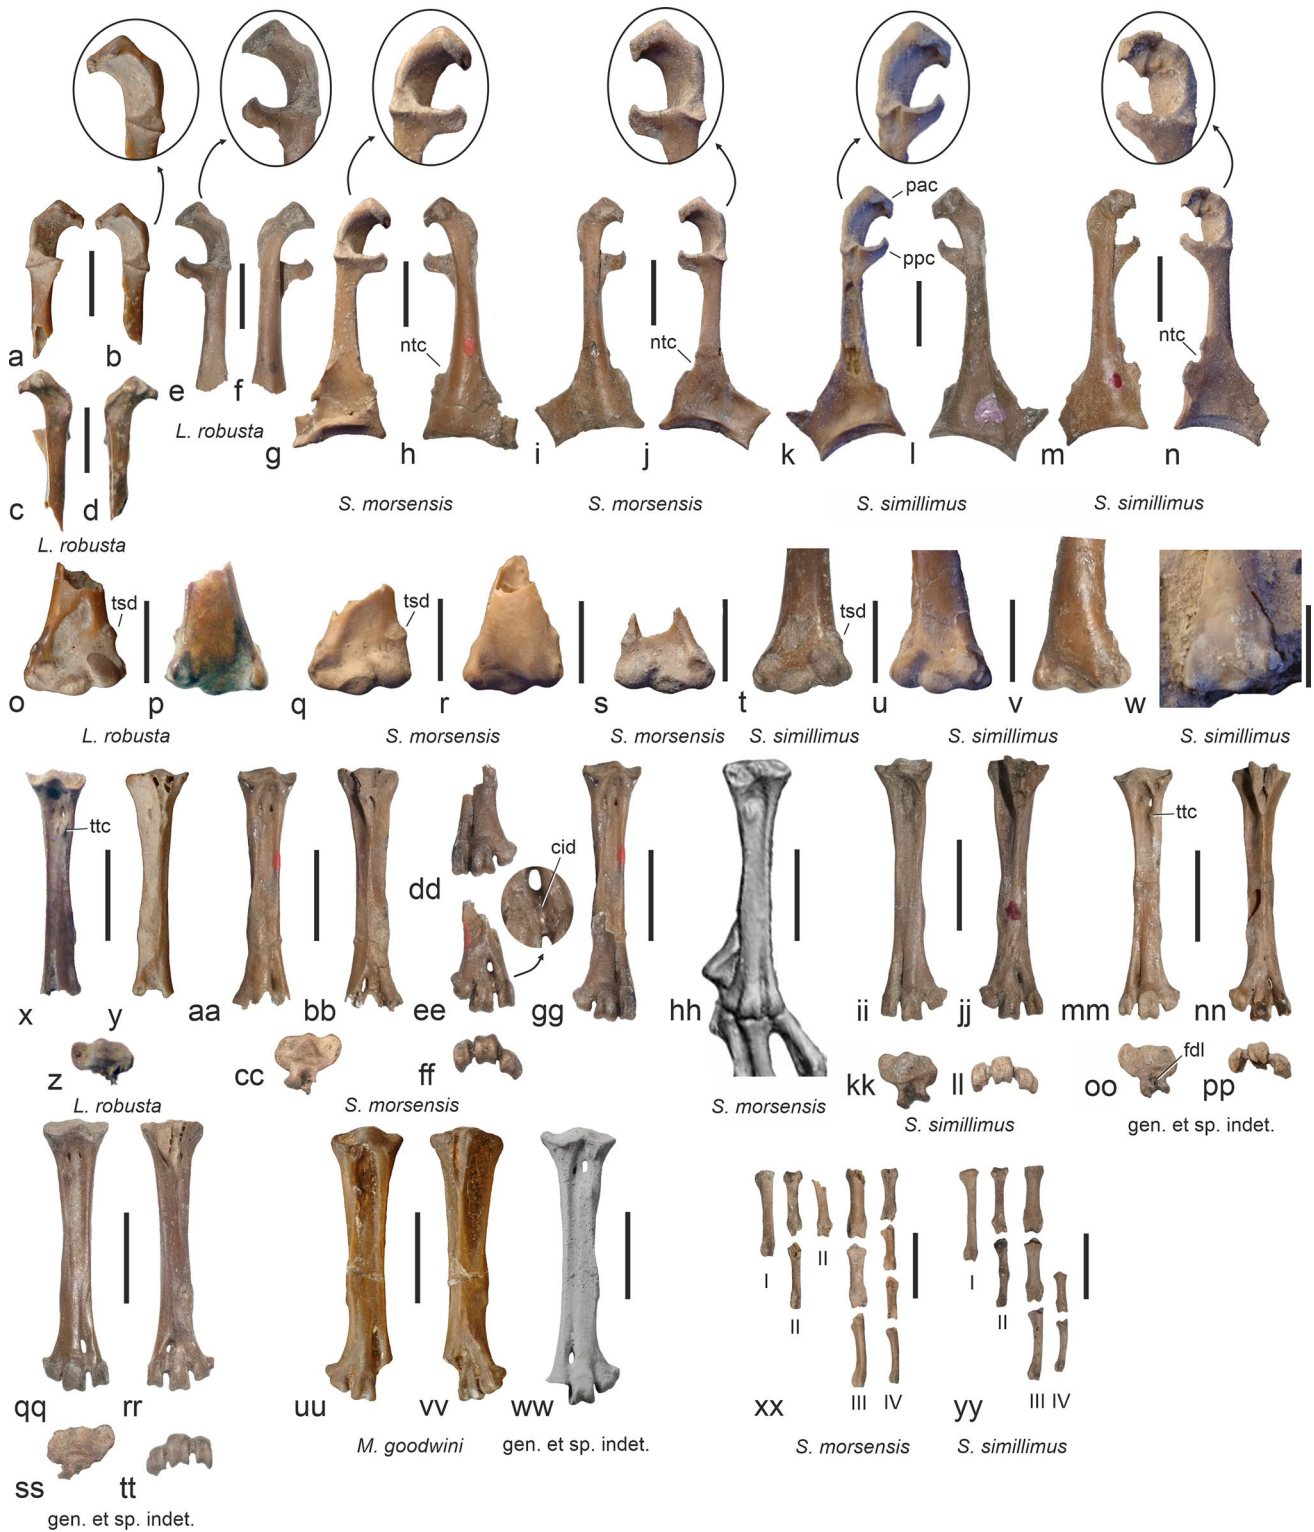 pac
ppc
ntc
ntc
ntc
a
b
e
f
L. robusta
g
h
i
j
k
l
m
n
c
d
S. morsensis
S. morsensis
S. simillimus
S. simillimus
L. robusta
tsd
tsd
tsd
o
p
q
r
s
t
u
v
w
L. robusta
S. morsensis
S. morsensis
S. simillimus
S. simillimus
S. simillimus
ttc
cid
ttc
dd
x
y
aa
bb
ee
gg
hh
ii
jj
mm
nn
fdl
z
cc
ff
kk
ll
oo
pp
L. robusta
S. morsensis
S. morsensis
S. simillimus
gen. et sp. indet.
I
II
II
I
II
qq
rr
uu
vv
ww
xx
III
IV
yy
III
IV
M. goodwini
gen. et sp. indet.
S. morsensis
S. simillimus
ss
tt
gen. et sp. indet.